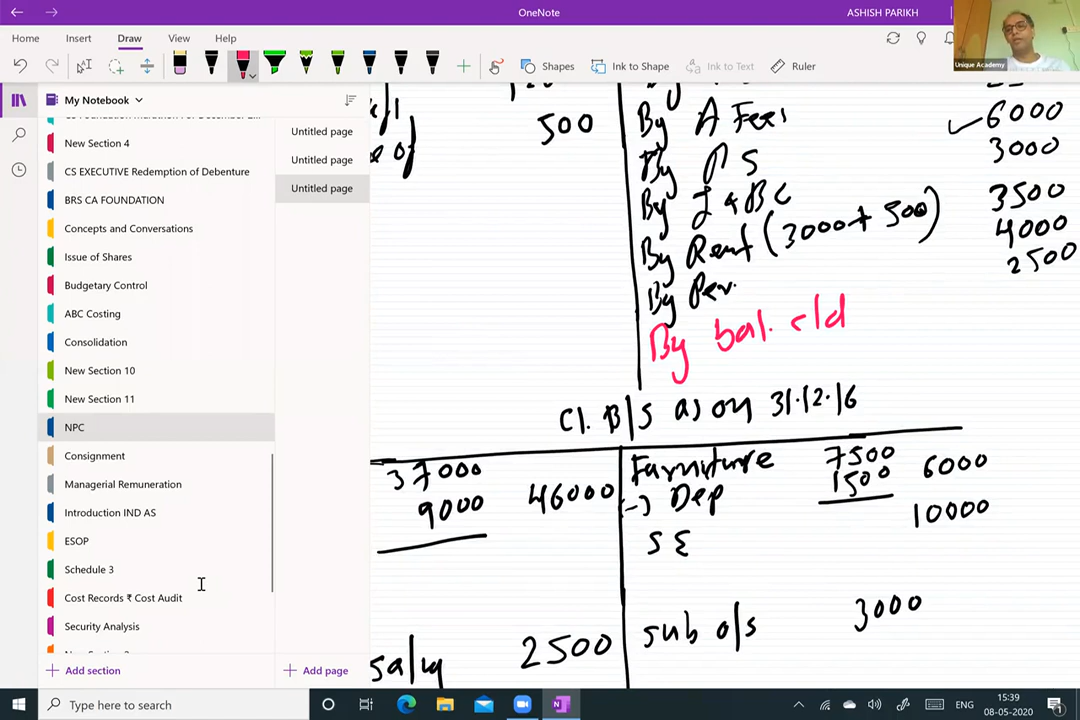 OneNote
ASHISH PARIKH
Unique Academy
Home Insert Draw View Help
Shapes Ink to Shape Ink to Text Ruler
My Notebook
New Section 4
CS EXECUTIVE Redemption of Debenture
BRS CA FOUNDATION
Concepts and Conversations
Issue of Shares
Budgetary Control
ABC Costing
Consolidation
New Section 10
New Section 11
NPC
Consignment
Managerial Remuneration
Introduction IND AS
ESOP
Schedule 3
Cost Records ₹ Cost Audit
Security Analysis
Add section
Untitled page
Untitled page
Untitled page
Add page
500
By A Fees 6000
By P S 3000
By L & BC 3500
By Rent (3000+ 500) 4000
By Per. 2500
By bal. c/d
Cl. B/S as on 31.12.16
37000 Furniture 7500
9000 46000 (-) Dep 1500 6000
S E 10000
sub o/s 3000
salary 2500
Type here to search
ENG
15:39
08-05-2020